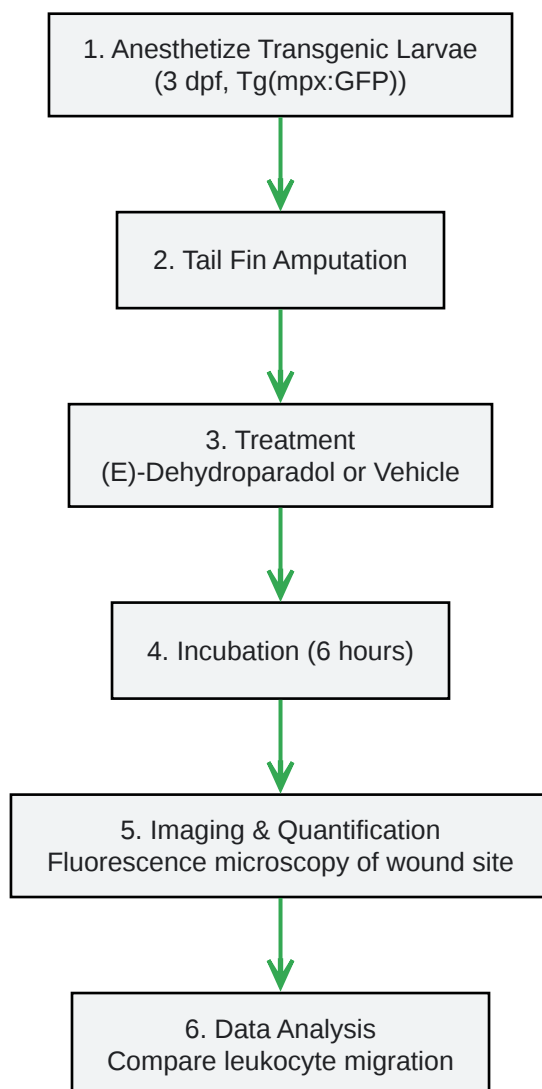 1. Anesthetize Transgenic Larvae
(3 dpf, Tg(mpx:GFP))
2. Tail Fin Amputation
3. Treatment
(E)-Dehydroparadol or Vehicle
4. Incubation (6 hours)
5. Imaging & Quantification
Fluorescence microscopy of wound site
6. Data Analysis
Compare leukocyte migration